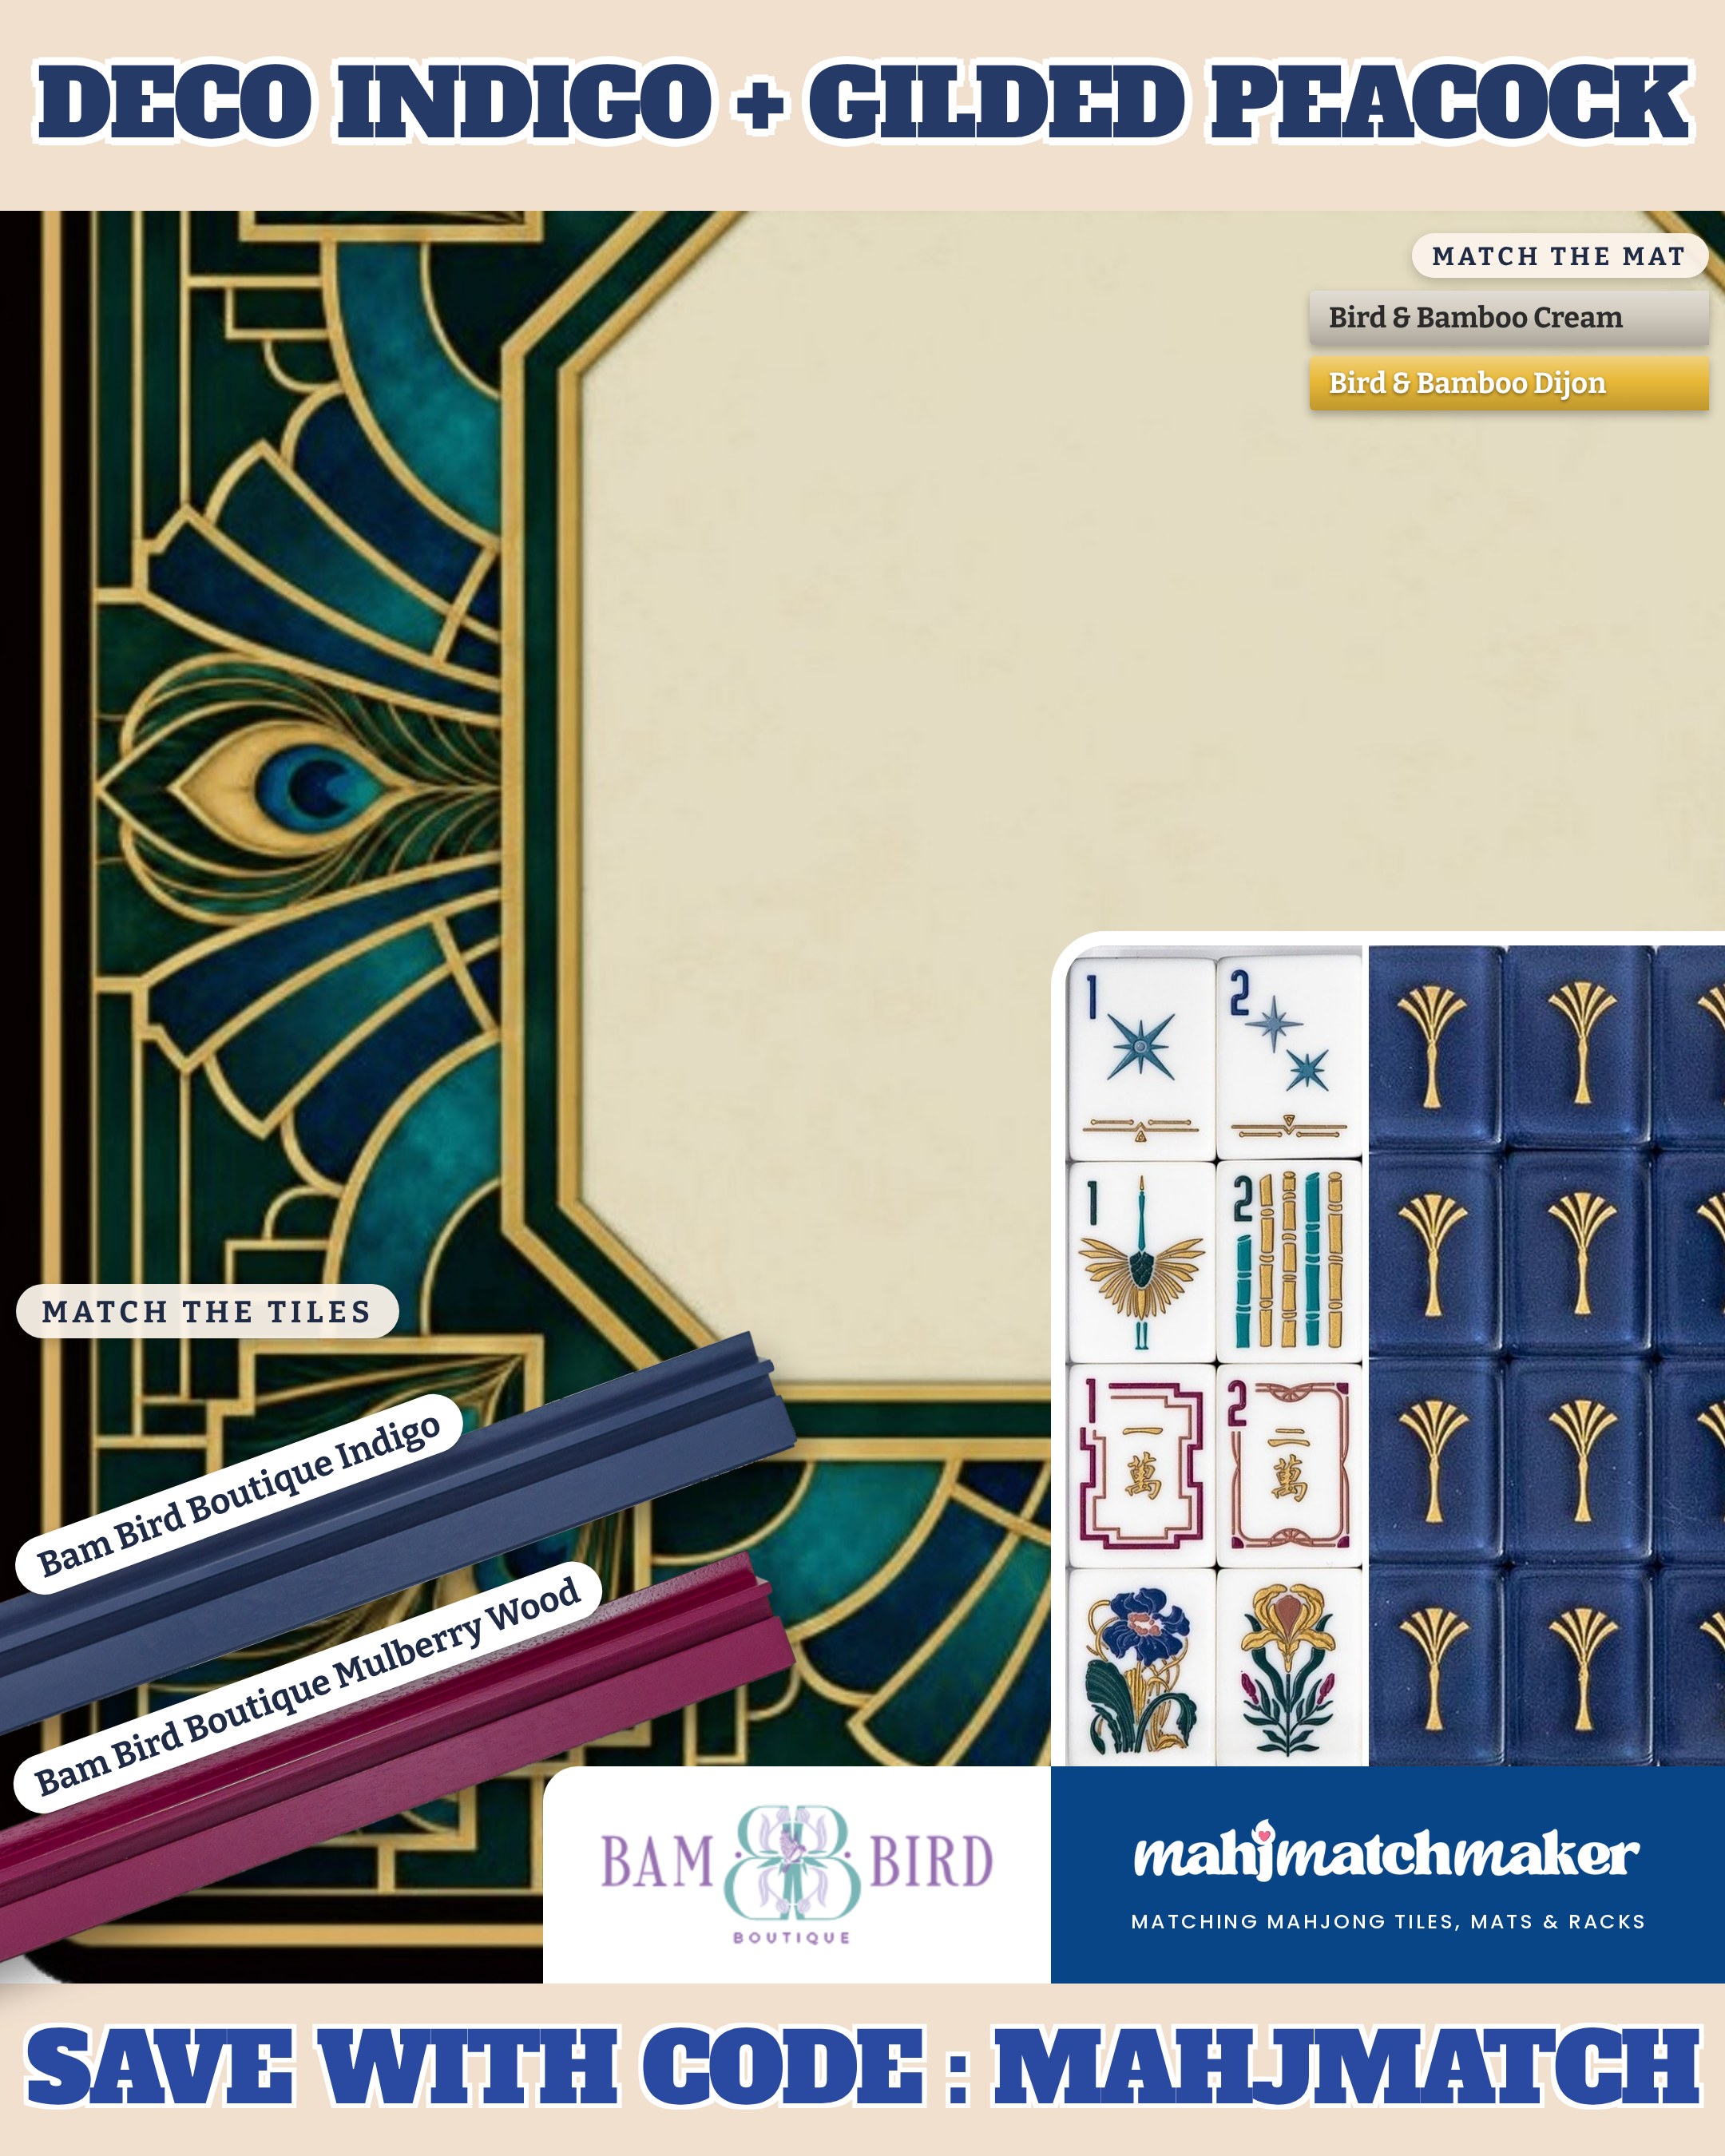 DECO INDIGO + GILDED PEACOCK
MATCH THE MAT
Bird & Bamboo Cream
Bird & Bamboo Dijon
1
2
1
2
1
一
萬
2
二
萬
MATCH THE TILES
Bam Bird Boutique Indigo
Bam Bird Boutique Mulberry Wood
BAM BIRD
BOUTIQUE
mahjmatchmaker
MATCHING MAHJONG TILES, MATS & RACKS
SAVE WITH CODE : MAHJMATCH